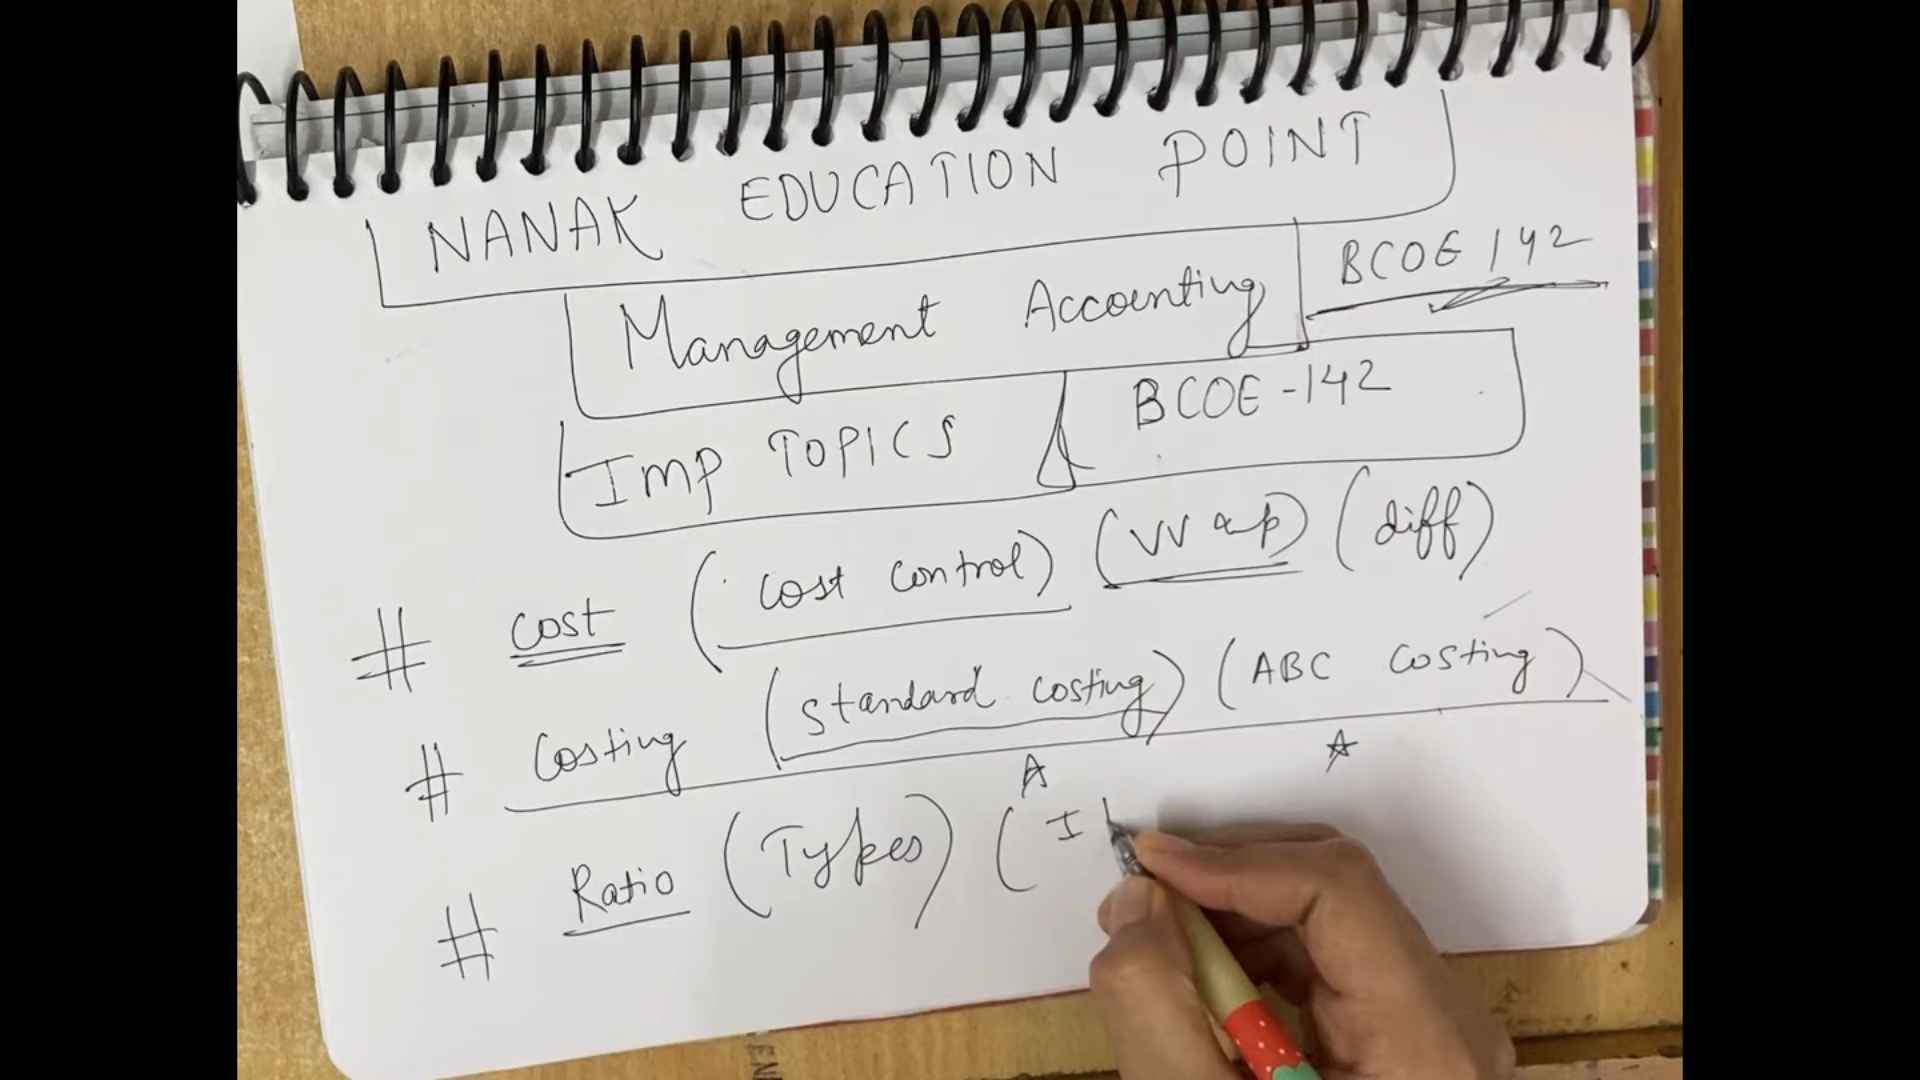 NANAK EDUCATION POINT
Management Accounting BCOE 142
Imp TOPICS BCOE-142
# Cost (Cost control) (VV imp) (diff)
# Costing (Standard costing) (ABC Costing)
# Ratio (Types) (I